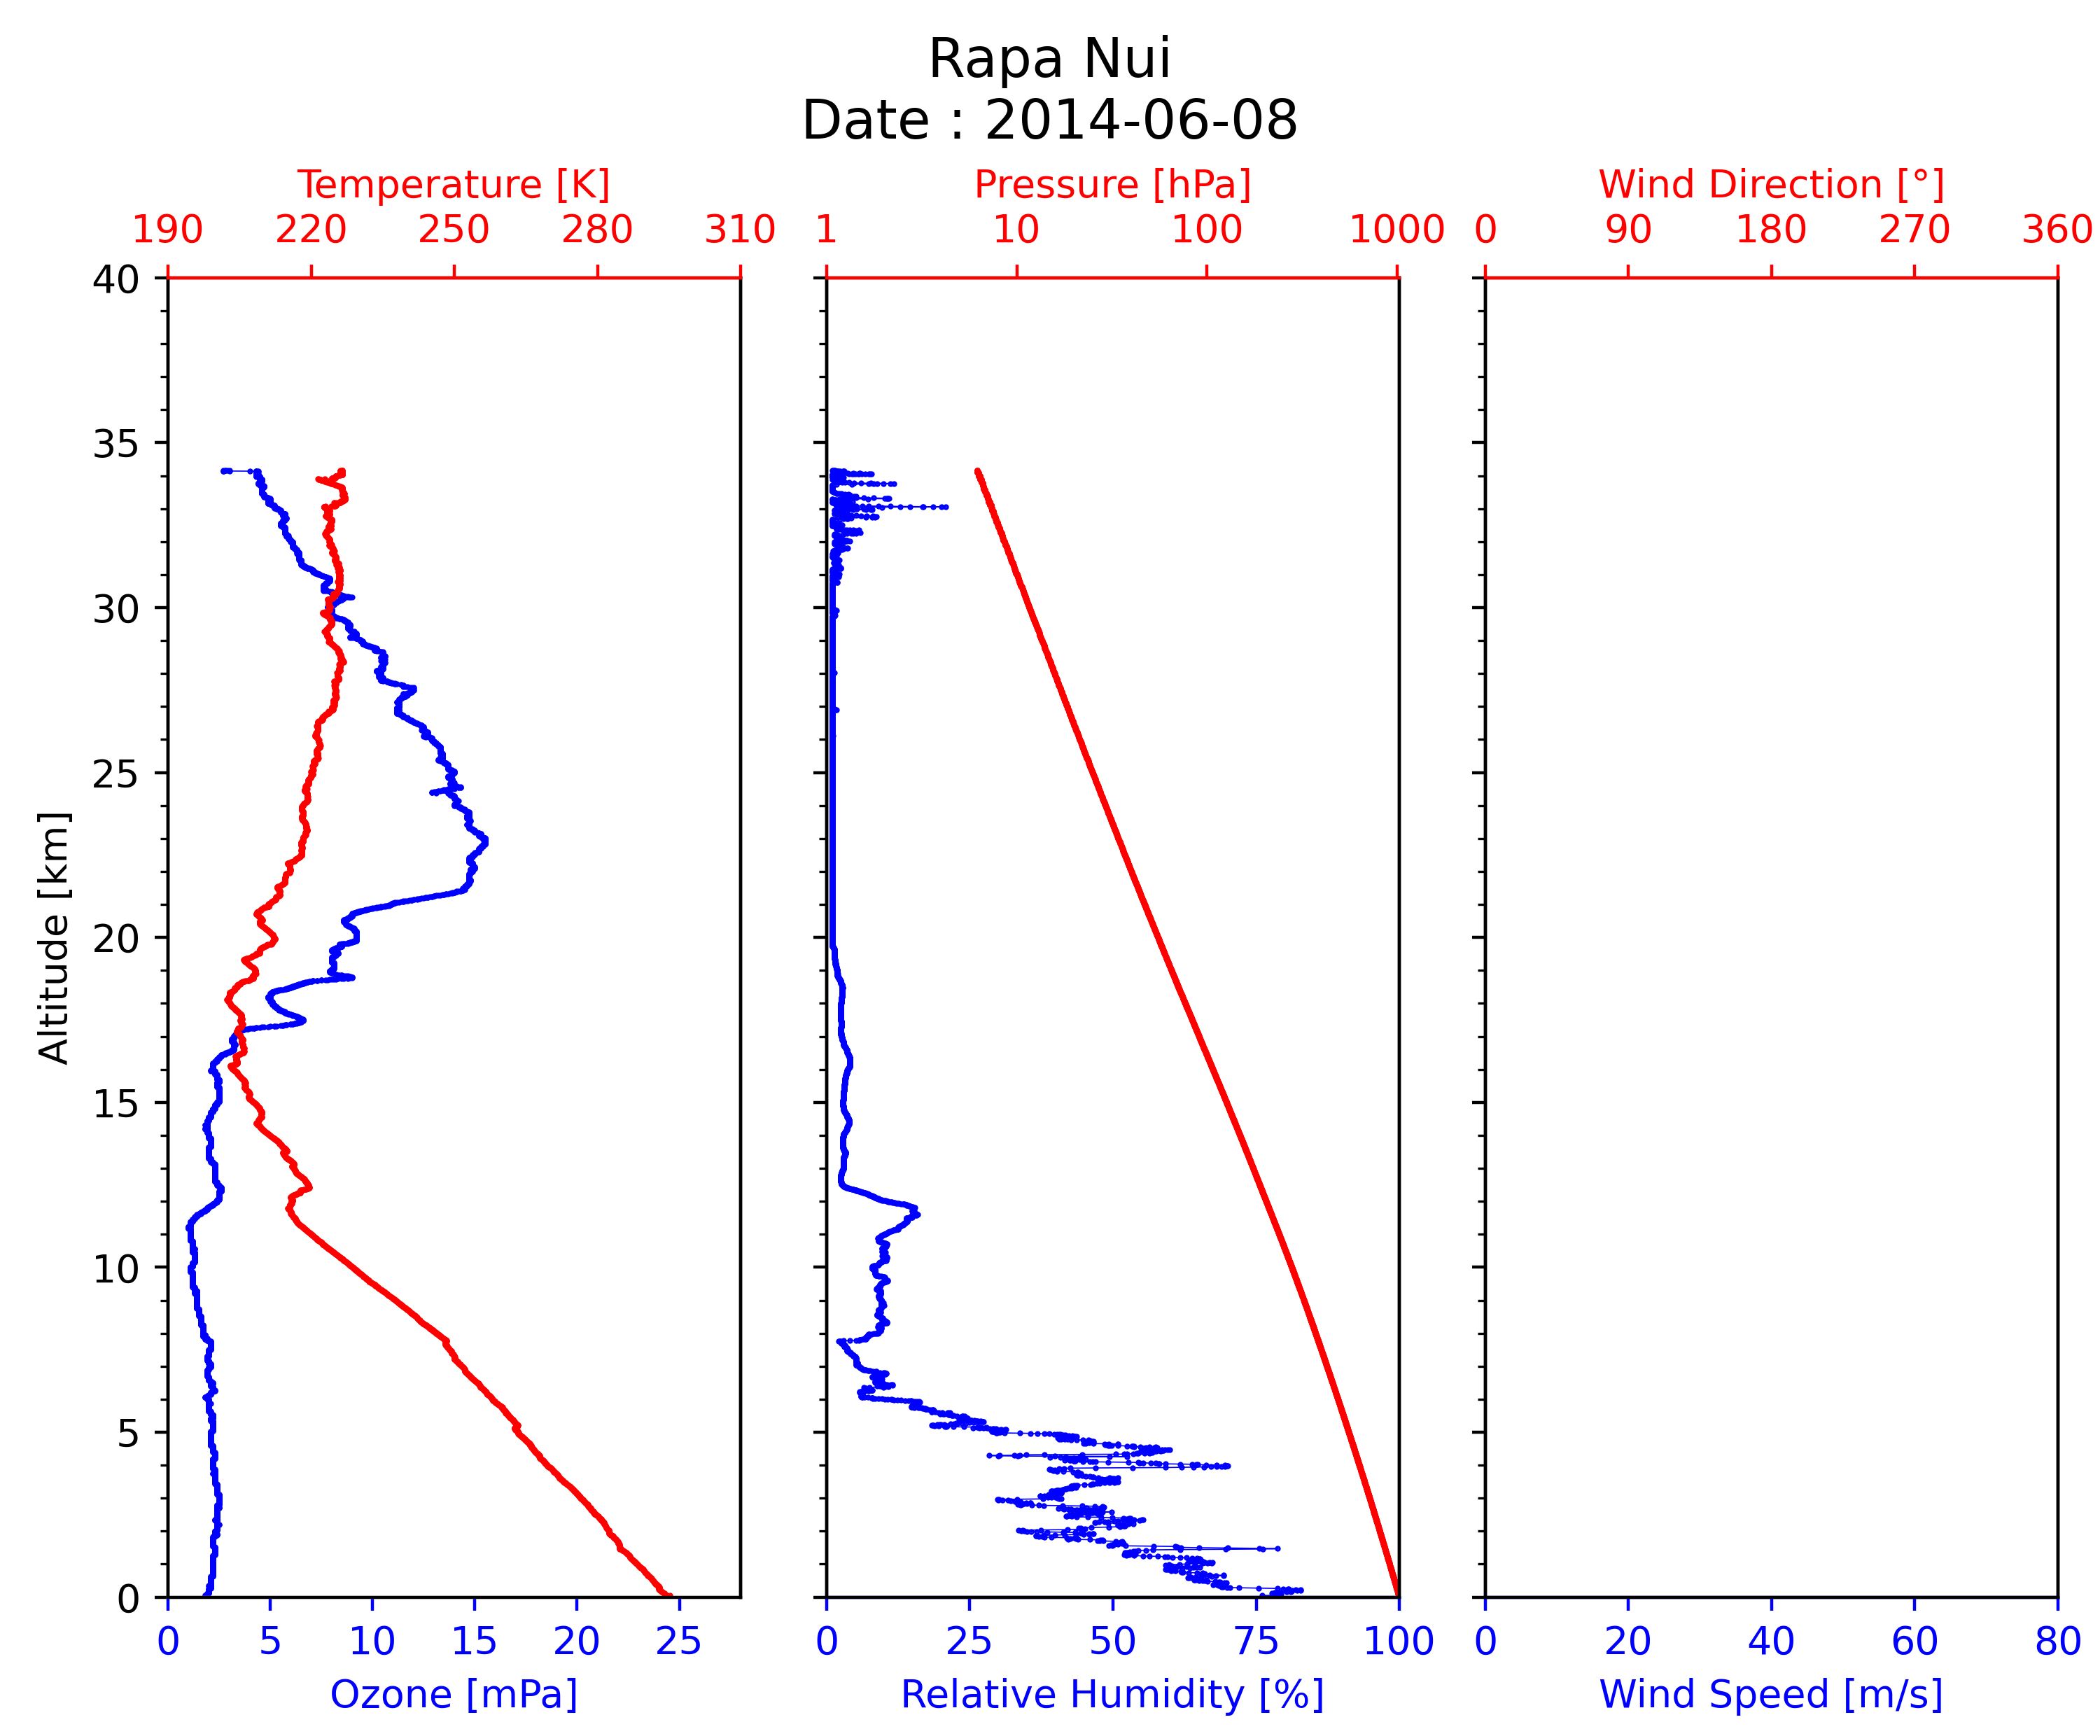 Rapa Nui
Date : 2014-06-08
Temperature [K]
Pressure [hPa]
Wind Direction [°]
190 220 250 280 310
1 10 100 1000
0 90 180 270 360
40
35
30
25
20
15
10
5
0
Altitude [km]
0 5 10 15 20 25
0 25 50 75 100
0 20 40 60 80
Ozone [mPa]
Relative Humidity [%]
Wind Speed [m/s]